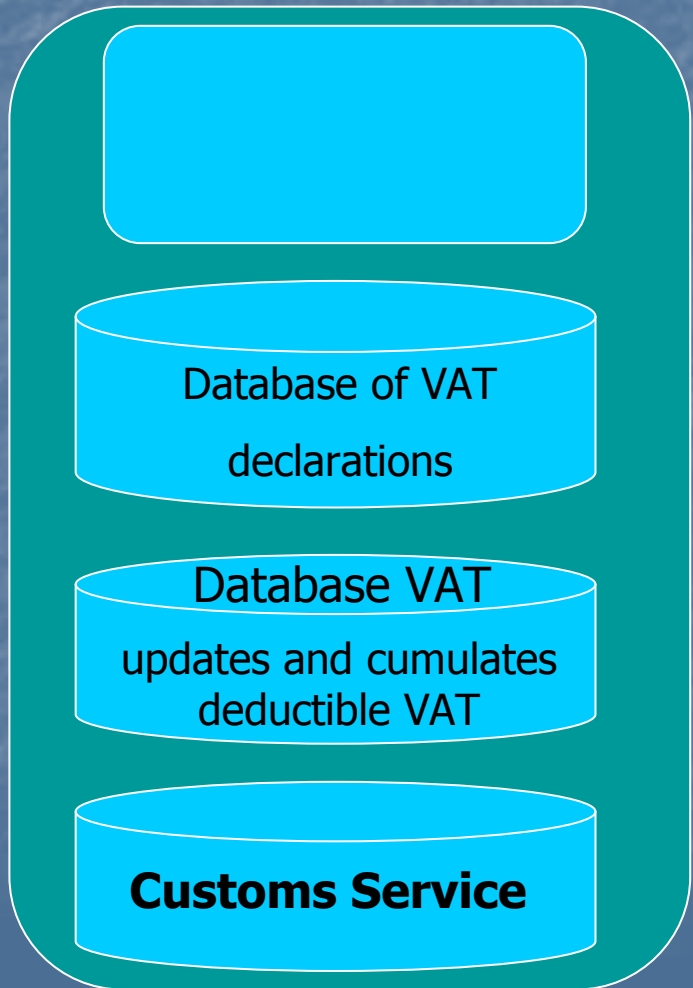 Database of VAT
declarations
Database VAT
updates and cumulates
deductible VAT
Customs Service